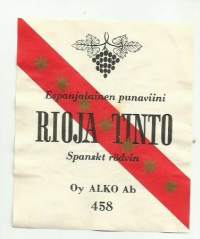 Espanjalainen punaviini
RIOJA TINTO
Spanskt rödvin
Oy ALKO Ab
458